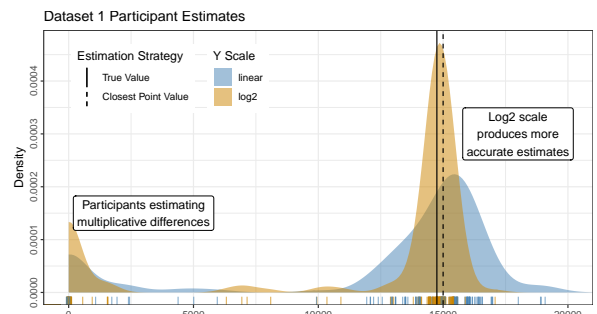 Dataset 1 Participant Estimates
Estimation Strategy
True Value
Closest Point Value
Y Scale
linear
log2
Log2 scale
produces more
accurate estimates
Participants estimating
multiplicative differences
Density
0.0004
0.0003
0.0002
0.0001
0.0000
0
5000
10000
15000
20000